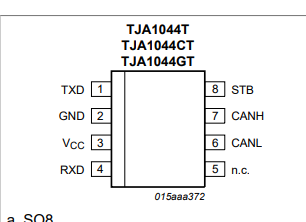 TJA1044T
TJA1044CT
TJA1044GT
TXD 1 8 STB
GND 2 7 CANH
VCC 3 6 CANL
RXD 4 5 n.c.
015aaa372
a. SO8